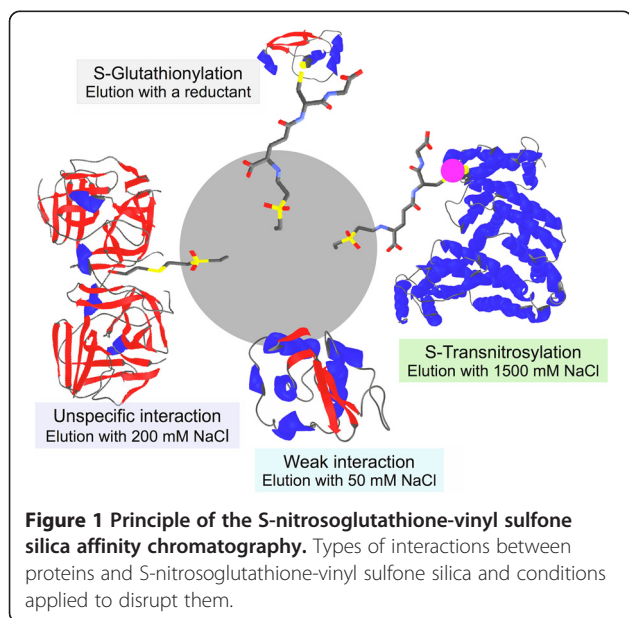 S-Glutathionylation
Elution with a reductant
S-Transnitrosylation
Elution with 1500 mM NaCl
Unspecific interaction
Elution with 200 mM NaCl
Weak interaction
Elution with 50 mM NaCl
Figure 1 Principle of the S-nitrosoglutathione-vinyl sulfone
silica affinity chromatography. Types of interactions between
proteins and S-nitrosoglutathione-vinyl sulfone silica and conditions
applied to disrupt them.